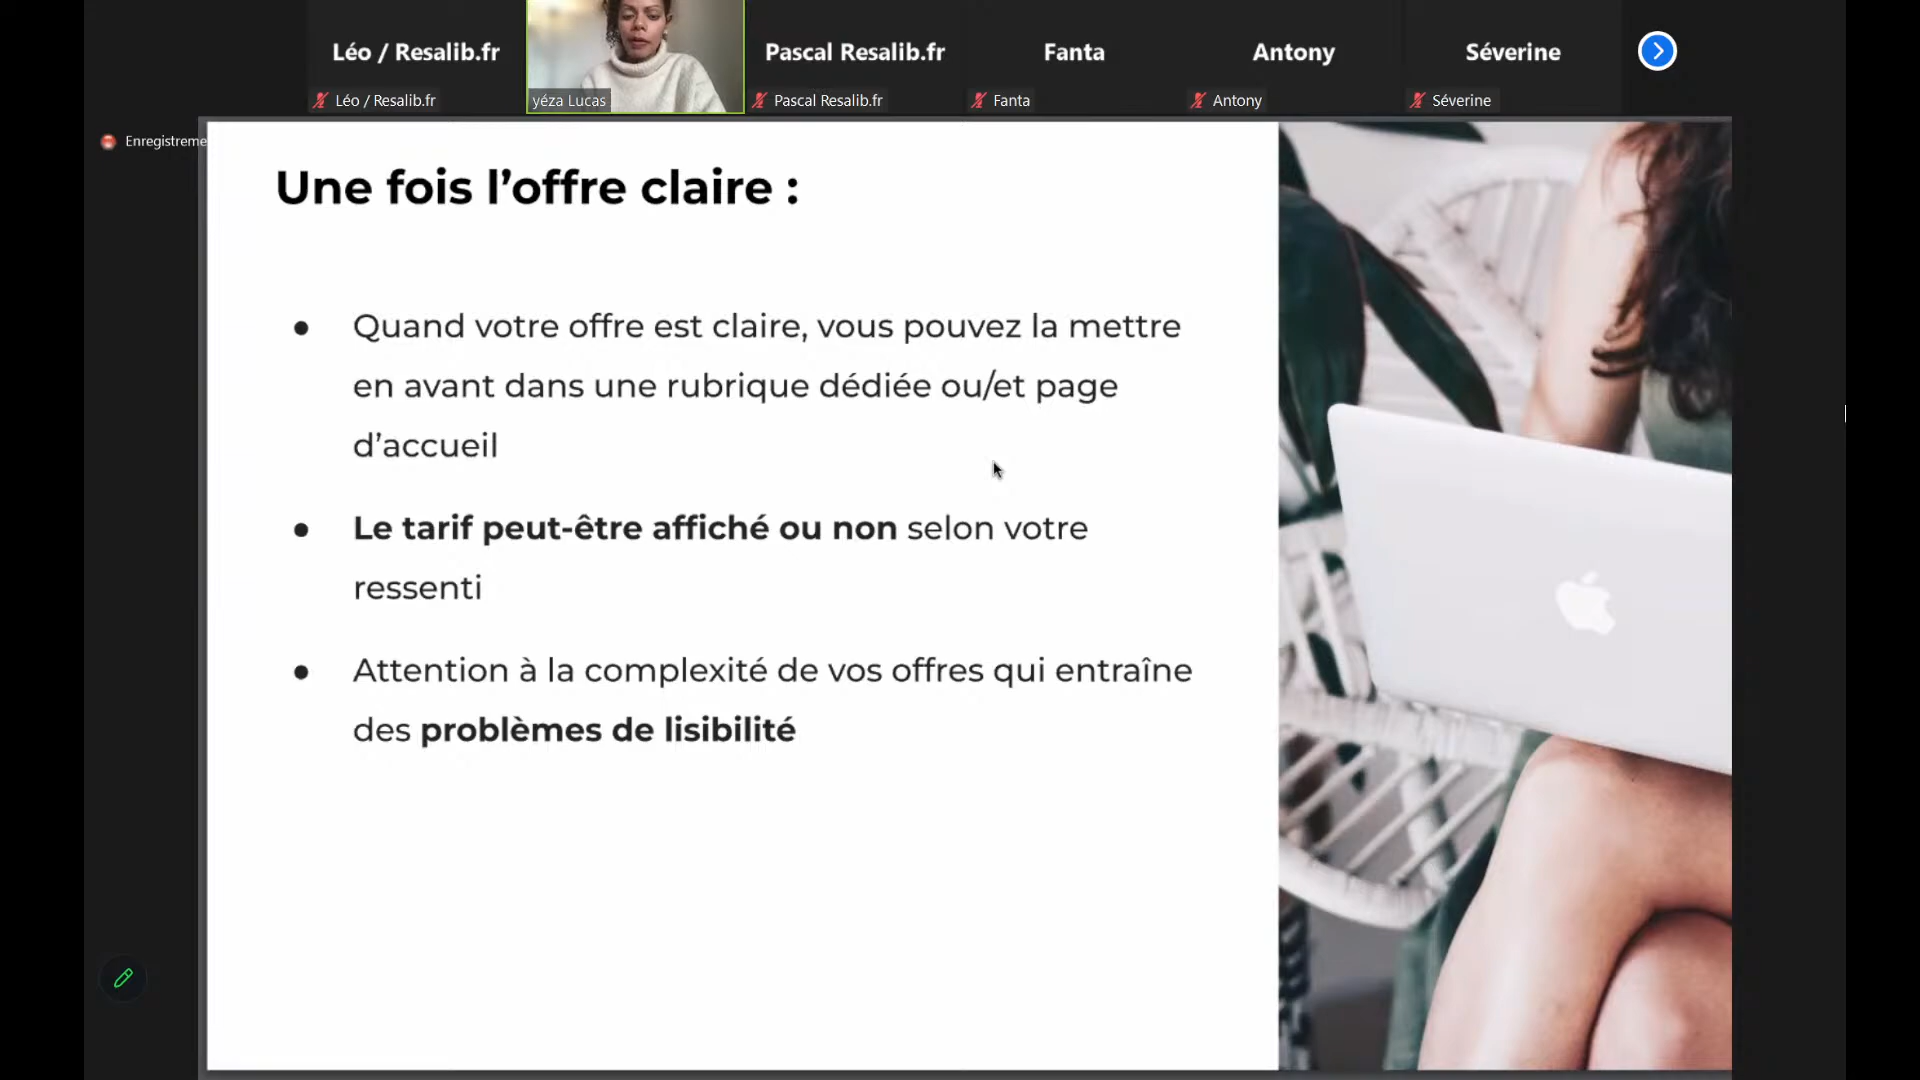 Léo / Resalib.fr
Pascal Resalib.fr
Fanta
Antony
Séverine
Léo / Resalib.fr
yéza Lucas
Pascal Resalib.fr
Fanta
Antony
Séverine
Enregistreme
Une fois l’offre claire :
● Quand votre offre est claire, vous pouvez la mettre
en avant dans une rubrique dédiée ou/et page
d’accueil
● Le tarif peut-être affiché ou non selon votre
ressenti
● Attention à la complexité de vos offres qui entraîne
des problèmes de lisibilité